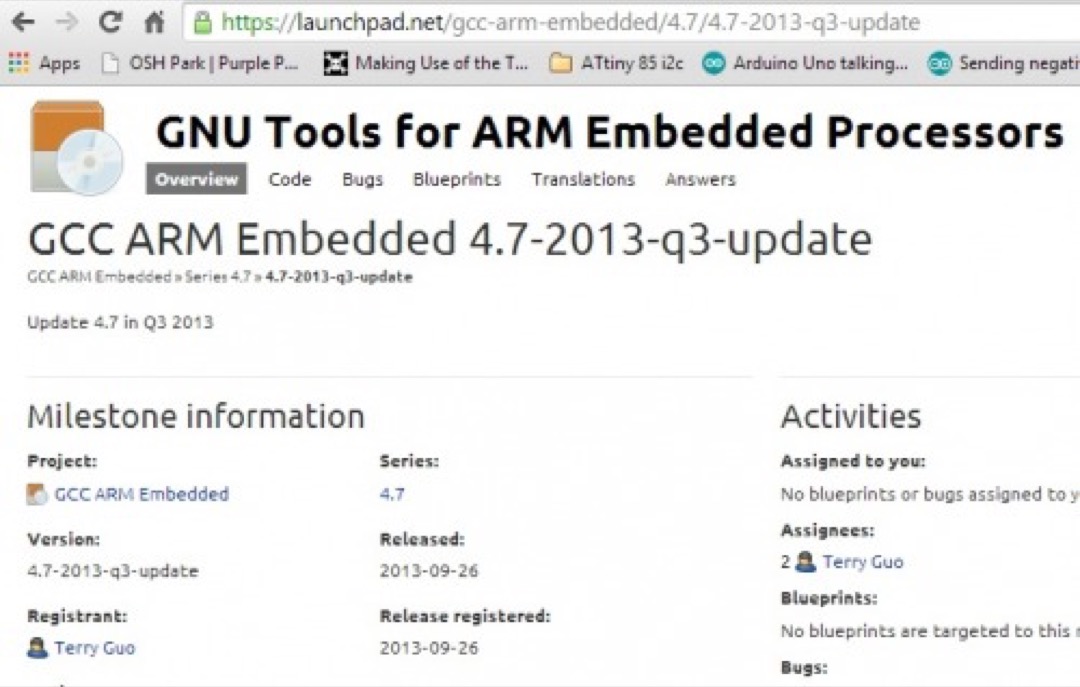 https://launchpad.net/gcc-arm-embedded/4.7/4.7-2013-q3-update
Apps OSH Park | Purple P... Making Use of the T... ATtiny 85 i2c Arduino Uno talking... Sending negati
GNU Tools for ARM Embedded Processors
Overview Code Bugs Blueprints Translations Answers
GCC ARM Embedded 4.7-2013-q3-update
GCC ARM Embedded » Series 4.7 » 4.7-2013-q3-update
Update 4.7 in Q3 2013
Milestone information
Project: Series:
GCC ARM Embedded 4.7
Version: Released:
4.7-2013-q3-update 2013-09-26
Registrant: Release registered:
Terry Guo 2013-09-26
Activities
Assigned to you:
No blueprints or bugs assigned to y
Assignees:
2 Terry Guo
Blueprints:
No blueprints are targeted to this
Bugs: